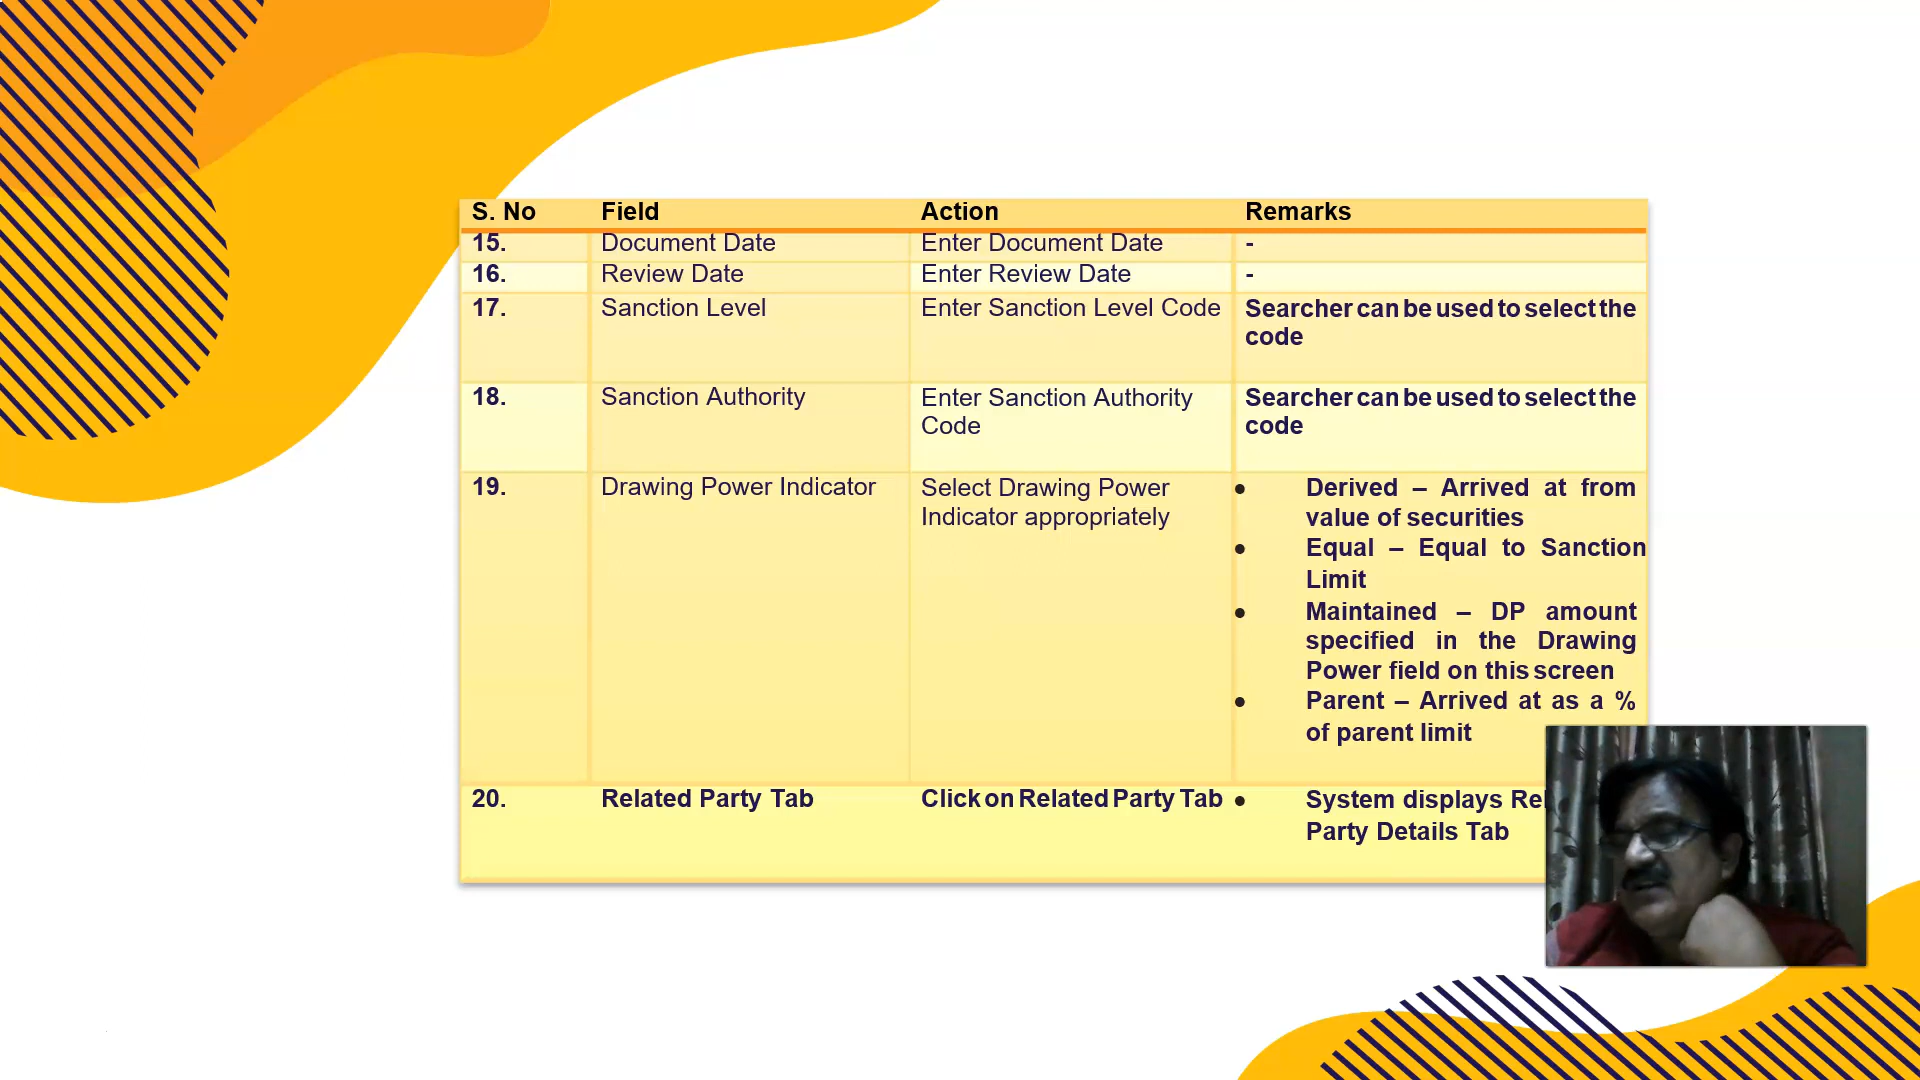 S. No Field Action Remarks
15. Document Date Enter Document Date -
16. Review Date Enter Review Date -
17. Sanction Level Enter Sanction Level Code Searcher can be used to select the
code
18. Sanction Authority Enter Sanction Authority Searcher can be used to select the
Code code
19. Drawing Power Indicator Select Drawing Power • Derived – Arrived at from
Indicator appropriately value of securities
• Equal – Equal to Sanction
Limit
• Maintained – DP amount
specified in the Drawing
Power field on this screen
• Parent – Arrived at as a %
of parent limit
20. Related Party Tab Click on Related Party Tab • System displays
Party Details Tab